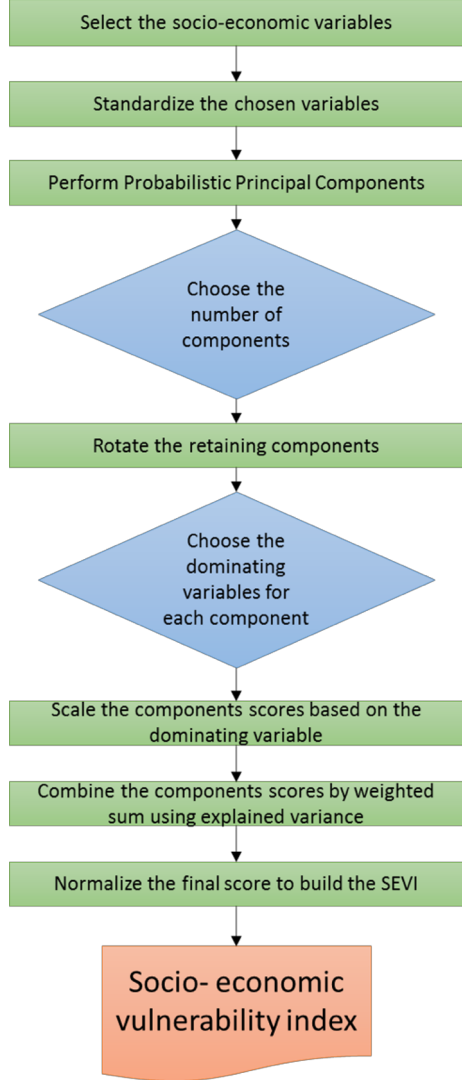 Select the socio-economic variables
Standardize the chosen variables
Perform Probabilistic Principal Components
Choose the
number of
components
Rotate the retaining components
Choose the
dominating
variables for
each component
Scale the components scores based on the
dominating variable
Combine the components scores by weighted
sum using explained variance
Normalize the final score to build the SEVI
Socio- economic
vulnerability index